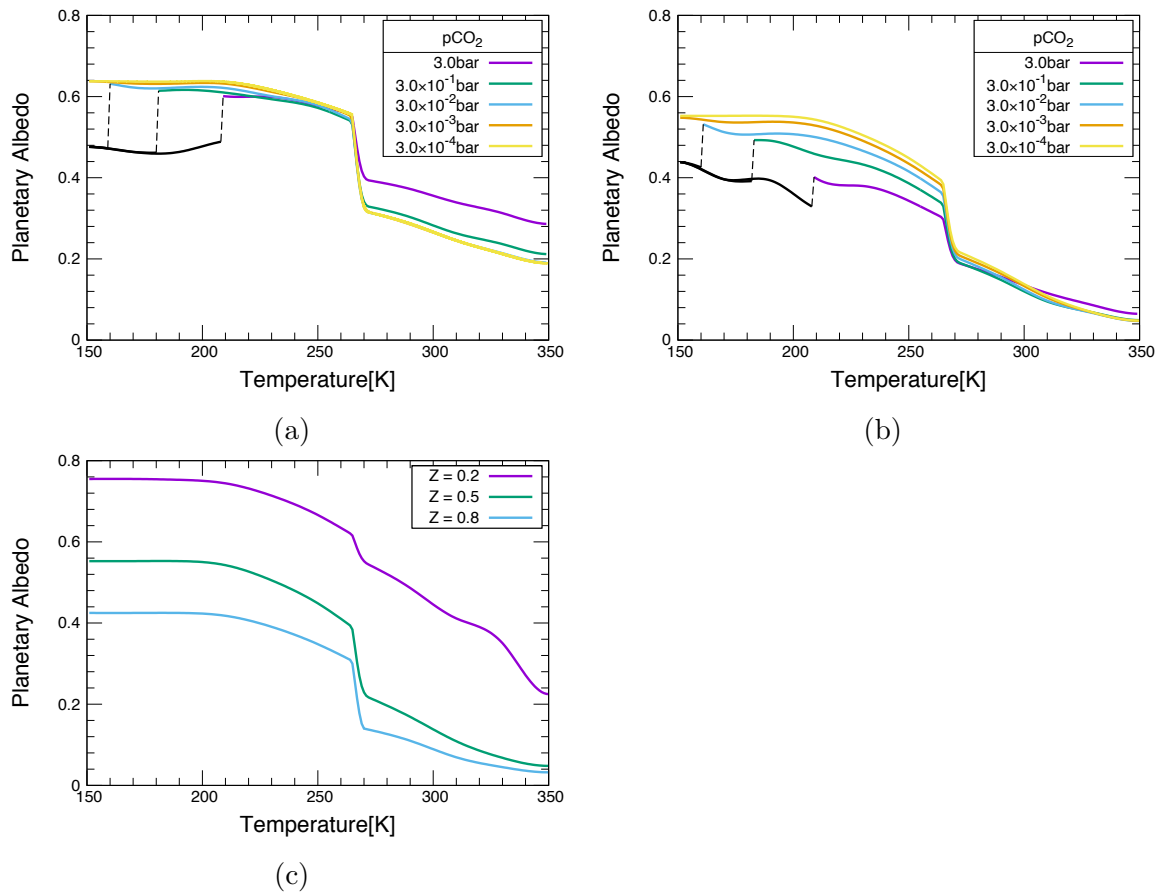 0.8
0.6
0.4
0.2
0
Planetary Albedo
150
200
250
300
350
Temperature[K]
pCO2
3.0bar
3.0×10-1bar
3.0×10-2bar
3.0×10-3bar
3.0×10-4bar
(a)
0.8
0.6
0.4
0.2
0
Planetary Albedo
150
200
250
300
350
Temperature[K]
pCO2
3.0bar
3.0×10-1bar
3.0×10-2bar
3.0×10-3bar
3.0×10-4bar
(b)
0.8
0.6
0.4
0.2
0
Planetary Albedo
150
200
250
300
350
Temperature[K]
Z = 0.2
Z = 0.5
Z = 0.8
(c)